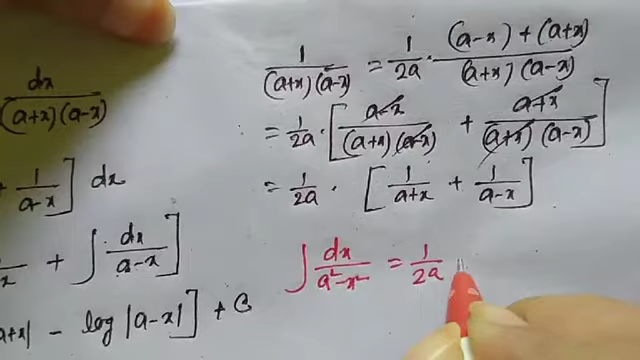 dx / (a+x)(a-x)
+ 1/(a-x) ] dx
/x + ∫ dx/(a-x) ]
a+x| - log |a-x| ] + C
1/((a+x)(a-x)) = 1/2a · ((a-x) + (a+x))/((a+x)(a-x))
= 1/2a · [ (a-x)/((a+x)(a-x)) + (a+x)/((a+x)(a-x)) ]
= 1/2a · [ 1/(a+x) + 1/(a-x) ]
∫ dx/(a²-x²) = 1/2a